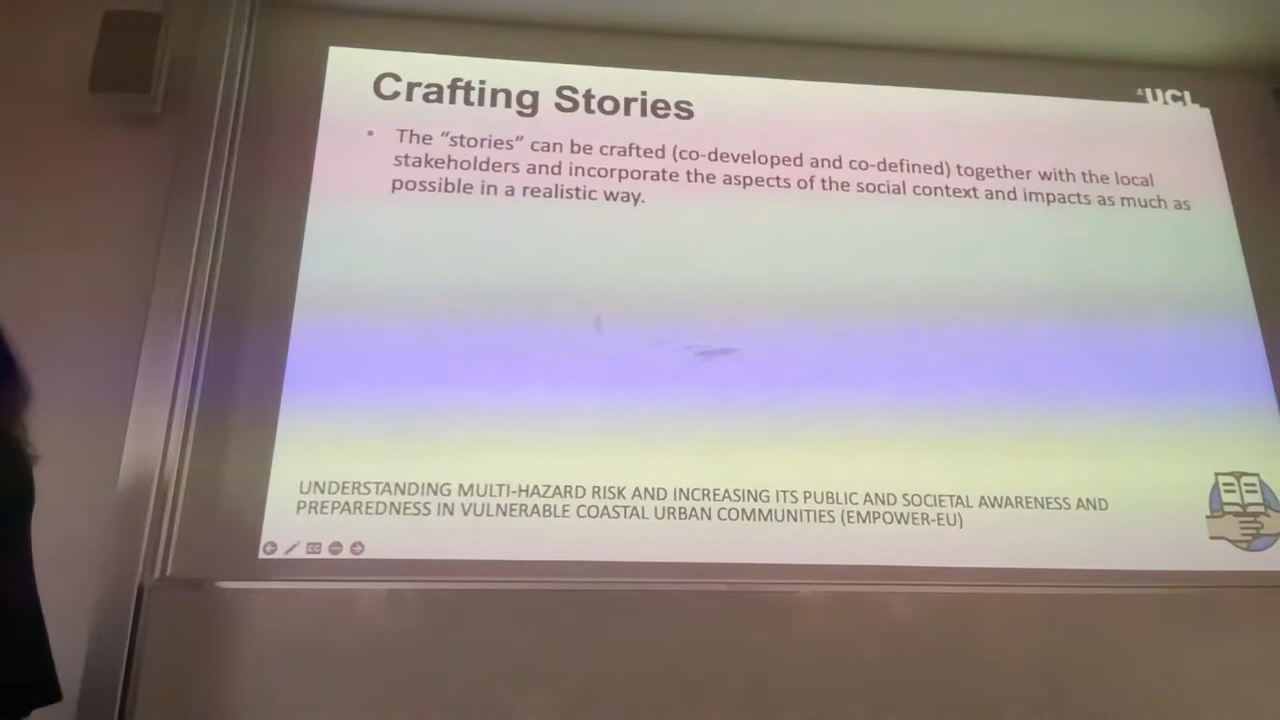 Crafting Stories
UCL
• The “stories” can be crafted (co-developed and co-defined) together with the local
stakeholders and incorporate the aspects of the social context and impacts as much as
possible in a realistic way.
UNDERSTANDING MULTI-HAZARD RISK AND INCREASING ITS PUBLIC AND SOCIETAL AWARENESS AND
PREPAREDNESS IN VULNERABLE COASTAL URBAN COMMUNITIES (EMPOWER-EU)
CC